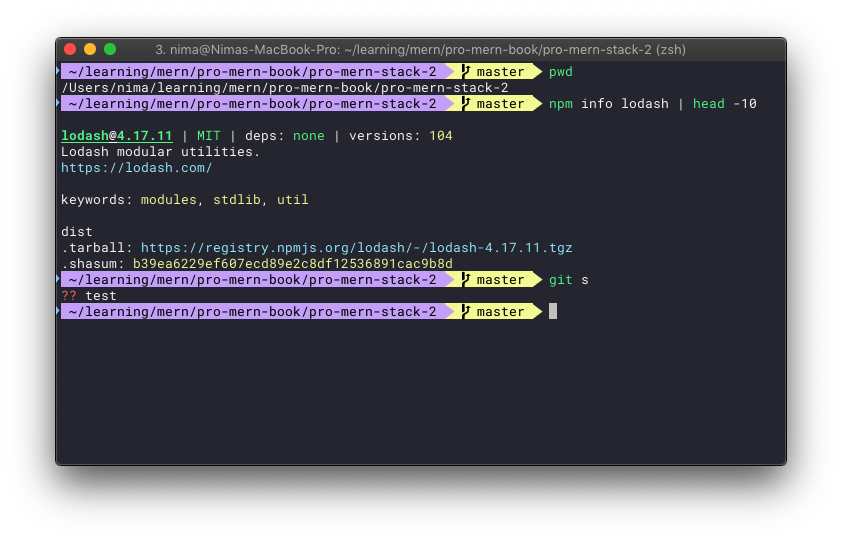 3. nima@Nimas-MacBook-Pro: ~/learning/mern/pro-mern-book/pro-mern-stack-2 (zsh)
~/learning/mern/pro-mern-book/pro-mern-stack-2 master pwd
/Users/nima/learning/mern/pro-mern-book/pro-mern-stack-2
~/learning/mern/pro-mern-book/pro-mern-stack-2 master npm info lodash | head -10
lodash@4.17.11 | MIT | deps: none | versions: 104
Lodash modular utilities.
https://lodash.com/
keywords: modules, stdlib, util
dist
.tarball: https://registry.npmjs.org/lodash/-/lodash-4.17.11.tgz
.shasum: b39ea6229ef607ecd89e2c8df12536891cac9b8d
~/learning/mern/pro-mern-book/pro-mern-stack-2 master git s
?? test
~/learning/mern/pro-mern-book/pro-mern-stack-2 master